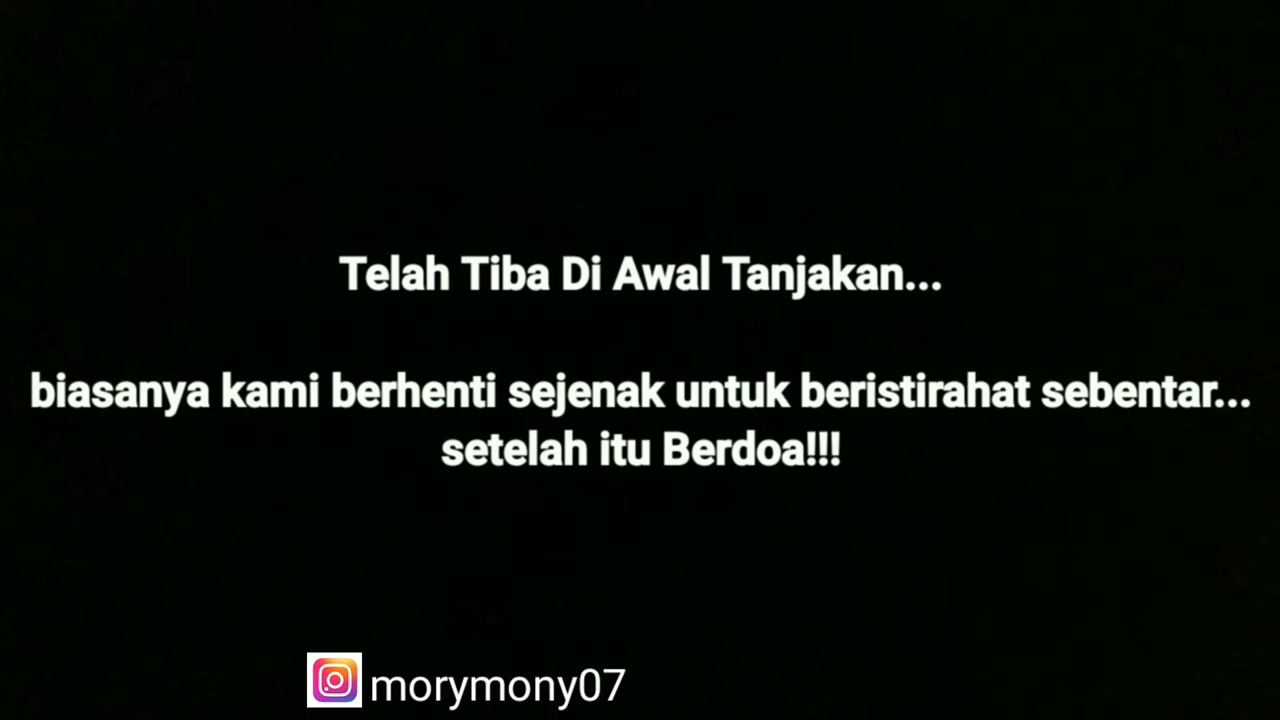 Telah Tiba Di Awal Tanjakan...
biasanya kami berhenti sejenak untuk beristirahat sebentar...
setelah itu Berdoa!!!
morymony07